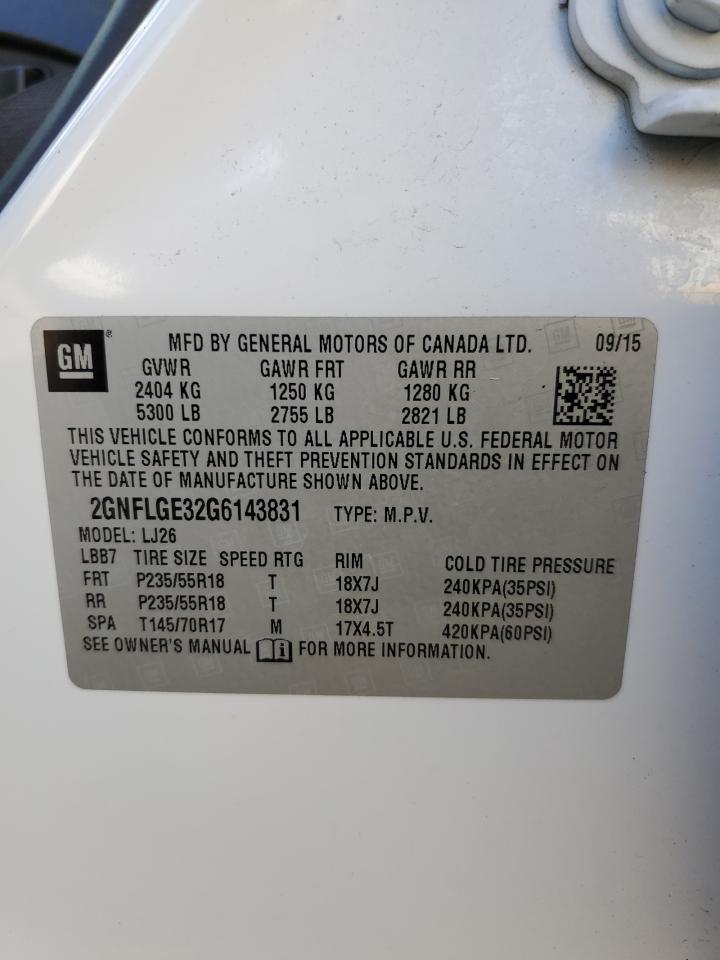 GM ®
MFD BY GENERAL MOTORS OF CANADA LTD. 09/15
GVWR GAWR FRT GAWR RR
2404 KG 1250 KG 1280 KG
5300 LB 2755 LB 2821 LB
THIS VEHICLE CONFORMS TO ALL APPLICABLE U.S. FEDERAL MOTOR
VEHICLE SAFETY AND THEFT PREVENTION STANDARDS IN EFFECT ON
THE DATE OF MANUFACTURE SHOWN ABOVE.
2GNFLGE32G6143831 TYPE: M.P.V.
MODEL: LJ26
LBB7 TIRE SIZE SPEED RTG RIM COLD TIRE PRESSURE
FRT P235/55R18 T 18X7J 240KPA(35PSI)
RR P235/55R18 T 18X7J 240KPA(35PSI)
SPA T145/70R17 M 17X4.5T 420KPA(60PSI)
SEE OWNER'S MANUAL i FOR MORE INFORMATION.